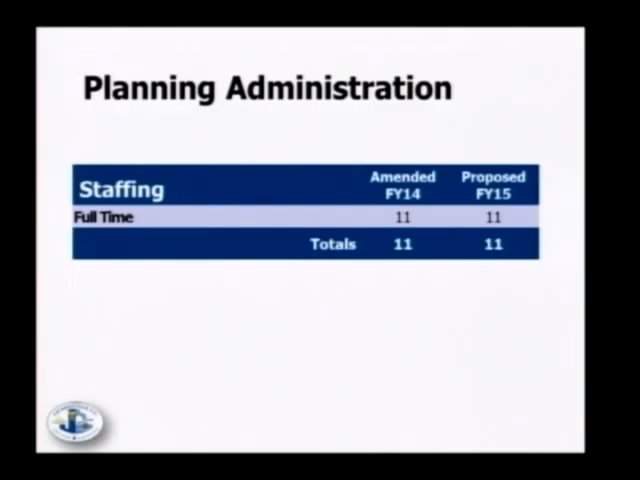 Planning Administration
Staffing Amended FY14 Proposed FY15
Full Time 11 11
Totals 11 11